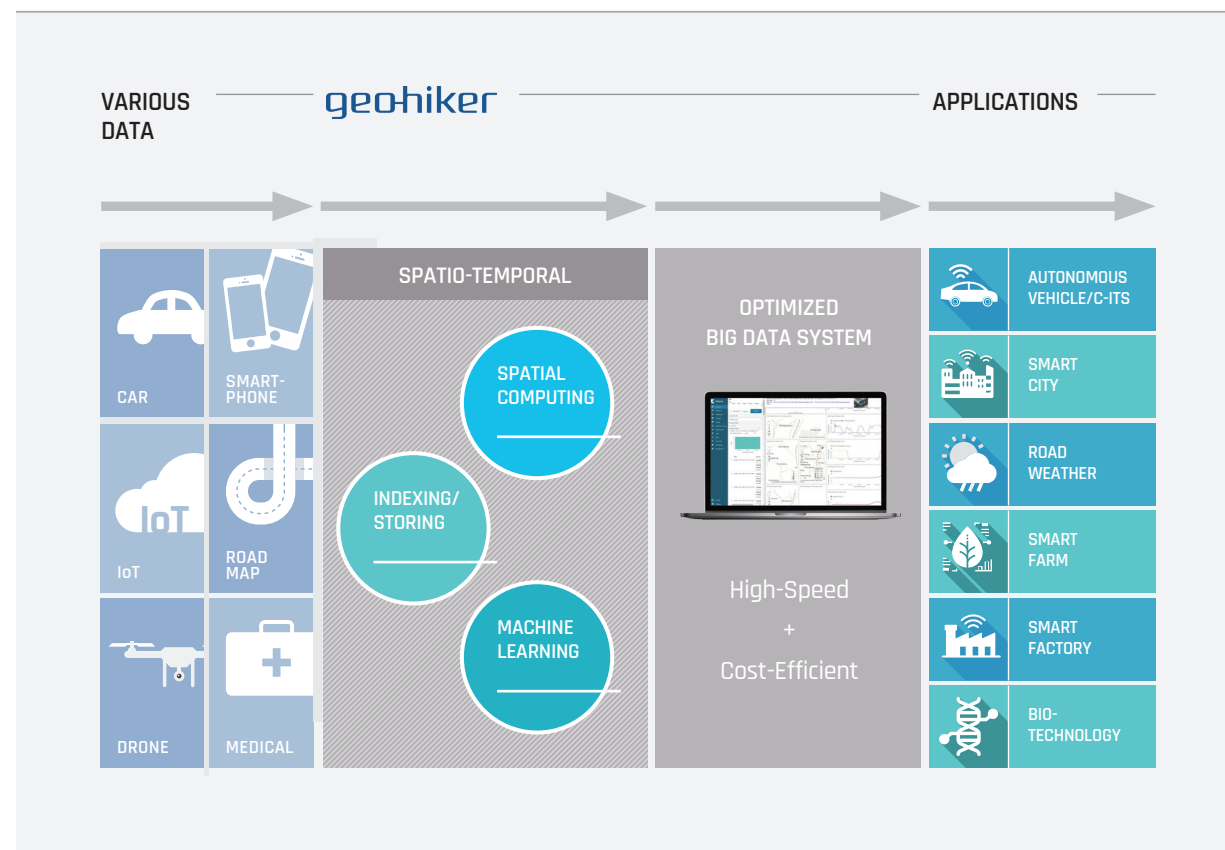 VARIOUS
DATA
geohiker
APPLICATIONS
CAR
SMART-
PHONE
IoT
IoT
ROAD
MAP
DRONE
MEDICAL
SPATIO-TEMPORAL
SPATIAL
COMPUTING
INDEXING/
STORING
MACHINE
LEARNING
OPTIMIZED
BIG DATA SYSTEM
High-Speed
+
Cost-Efficient
AUTONOMOUS
VEHICLE/C-ITS
SMART
CITY
ROAD
WEATHER
SMART
FARM
SMART
FACTORY
BIO-
TECHNOLOGY